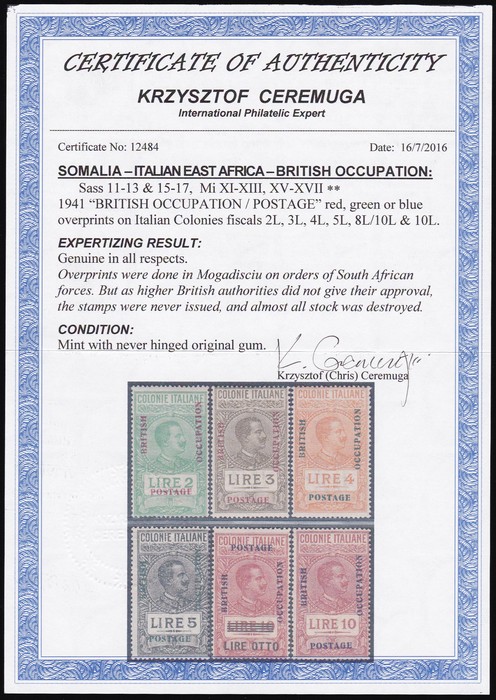 CERTIFICATE OF AUTHENTICITY
KRZYSZTOF CEREMUGA
International Philatelic Expert
Certificate No: 12484 Date: 16/7/2016
SOMALIA – ITALIAN EAST AFRICA – BRITISH OCCUPATION:
Sass 11-13 & 15-17, Mi XI-XIII, XV-XVII **
1941 “BRITISH OCCUPATION / POSTAGE” red, green or blue
overprints on Italian Colonies fiscals 2L, 3L, 4L, 5L, 8L/10L & 10L.
EXPERTIZING RESULT:
Genuine in all respects.
Overprints were done in Mogadisciu on orders of South African
forces. But as higher British authorities did not give their approval,
the stamps were never issued, and almost all stock was destroyed.
CONDITION:
Mint with never hinged original gum.
K. Ceremuga
Krzysztof (Chris) Ceremuga
COLONIE ITALIANE COLONIE ITALIANE COLONIE ITALIANE
BRITISH OCCUPATION BRITISH OCCUPATION BRITISH OCCUPATION
LIRE 2 LIRE 3 LIRE 4
POSTAGE POSTAGE POSTAGE
COLONIE ITALIANE POSTAGE COLONIE ITALIANE
BRITISH OCCUPATION BRITISH OCCUPATION BRITISH OCCUPATION
LIRE 5 LIRE 10 LIRE 10
POSTAGE LIRE OTTO POSTAGE